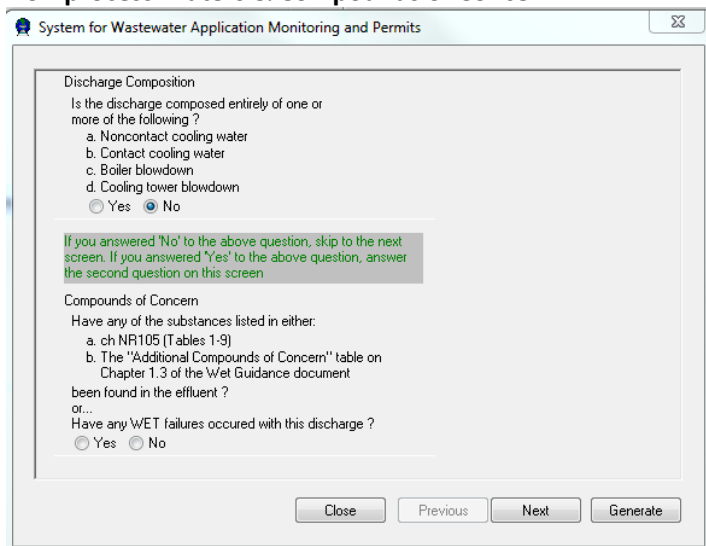 System for Wastewater Application Monitoring and Permits
Discharge Composition
Is the discharge composed entirely of one or
more of the following ?
a. Noncontact cooling water
b. Contact cooling water
c. Boiler blowdown
d. Cooling tower blowdown
Yes No
If you answered 'No' to the above question, skip to the next
screen. If you answered 'Yes' to the above question, answer
the second question on this screen
Compounds of Concern
Have any of the substances listed in either:
a. ch NR105 (Tables 1-9)
b. The "Additional Compounds of Concern" table on
Chapter 1.3 of the Wet Guidance document
been found in the effluent ?
or...
Have any WET failures occured with this discharge ?
Yes No
Close Previous Next Generate